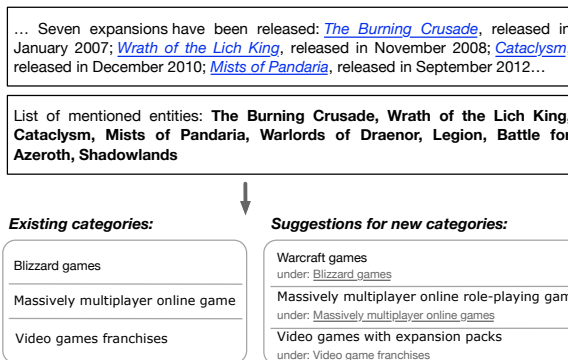 ... Seven expansions have been released: The Burning Crusade, released in
January 2007; Wrath of the Lich King, released in November 2008; Cataclysm,
released in December 2010; Mists of Pandaria, released in September 2012...
List of mentioned entities: The Burning Crusade, Wrath of the Lich King,
Cataclysm, Mists of Pandaria, Warlords of Draenor, Legion, Battle for
Azeroth, Shadowlands
Existing categories:
Blizzard games
Massively multiplayer online game
Video games franchises
Suggestions for new categories:
Warcraft games
under: Blizzard games
Massively multiplayer online role-playing gam
under: Massively multiplayer online games
Video games with expansion packs
under: Video game franchises